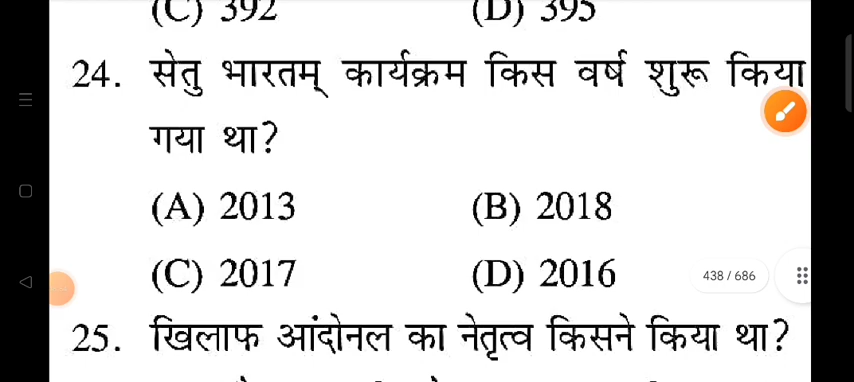 (C) 392 (D) 395
24. सेतु भारतम् कार्यक्रम किस वर्ष शुरू किया
गया था?
(A) 2013 (B) 2018
(C) 2017 (D) 2016
438 / 686
25. खिलाफ आंदोनल का नेतृत्व किसने किया था?